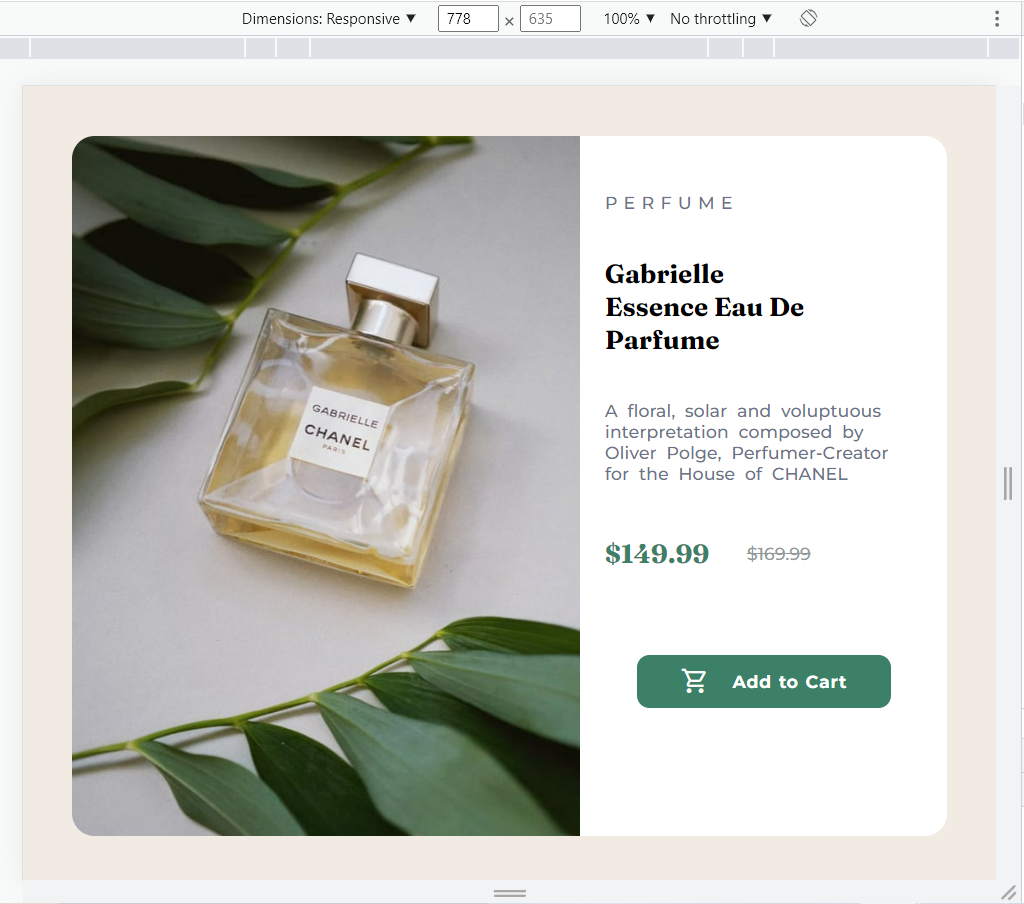 Dimensions: Responsive ▼ 778 × 635 100% ▼ No throttling ▼
PERFUME
Gabrielle
Essence Eau De
Parfume
A floral, solar and voluptuous
interpretation composed by
Oliver Polge, Perfumer-Creator
for the House of CHANEL
$149.99 $169.99
Add to Cart
GABRIELLE
CHANEL
PARIS